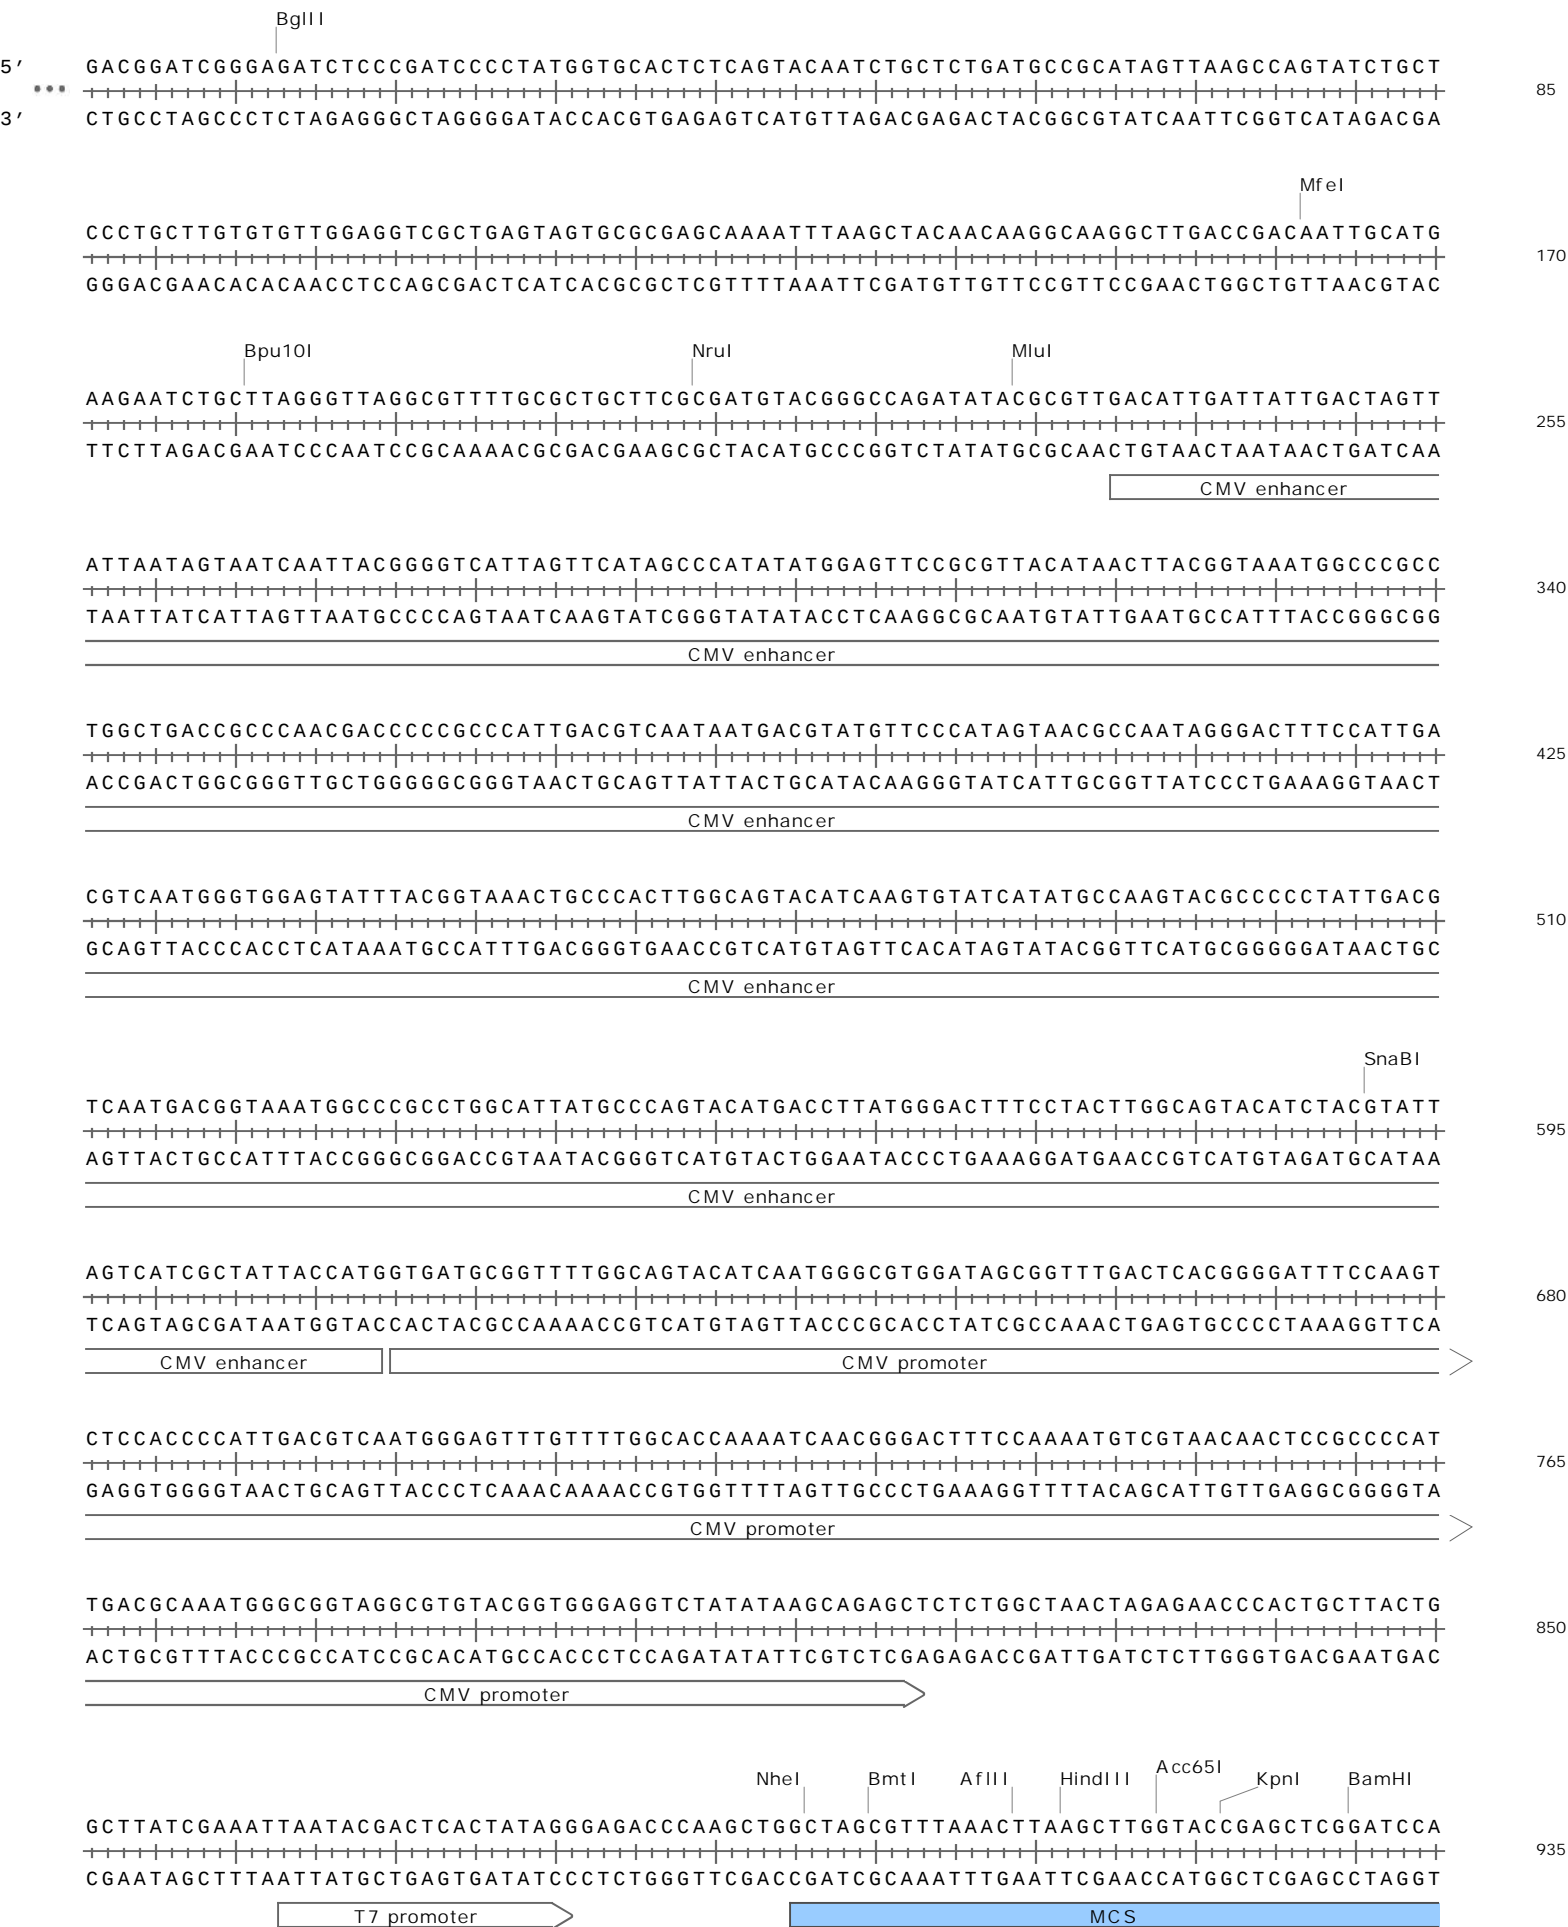 BglII
5′ GACGGATCGGGAGATCTCCCGATCCCCTATGGTGCACTCTCAGTACAATCTGCTCTGATGCCGCATAGTTAAGCCAGTATCTGCT
85
3′ CTGCCTAGCCCTCTAGAGGGCTAGGGGATACCACGTGAGAGTCATGTTAGACGAGACTACGGCGTATCAATTCGGTCATAGACGA
MfeI
CCCTGCTTGTGTGTTGGAGGTCGCTGAGTAGTGCGCGAGCAAAATTTAAGCTACAACAAGGCAAGGCTTGACCGACAATTGCATG
170
GGGACGAACACACAACCTCCAGCGACTCATCACGCGCTCGTTTTAAATTCGATGTTGTTCCGTTCCGAACTGGCTGTTAACGTAC
Bpu10I NruI MluI
AAGAATCTGCTTAGGGTTAGGCGTTTTGCGCTGCTTCGCGATGTACGGGCCAGATATACGCGTTGACATTGATTATTGACTAGTT
255
TTCTTAGACGAATCCCAATCCGCAAAACGCGACGAAGCGCTACATGCCCGGTCTATATGCGCAACTGTAACTAATAACTGATCAA
CMV enhancer
ATTAATAGTAATCAATTACGGGGTCATTAGTTCATAGCCCATATATGGAGTTCCGCGTTACATAACTTACGGTAAATGGCCCGCC
340
TAATTATCATTAGTTAATGCCCCAGTAATCAAGTATCGGGTATATACCTCAAGGCGCAATGTATTGAATGCCATTTACCGGGCGG
CMV enhancer
TGGCTGACCGCCCAACGACCCCCGCCCATTGACGTCAATAATGACGTATGTTCCCATAGTAACGCCAATAGGGACTTTCCATTGA
425
ACCGACTGGCGGGTTGCTGGGGGCGGGTAACTGCAGTTATTACTGCATACAAGGGTATCATTGCGGTTATCCCTGAAAGGTAACT
CMV enhancer
CGTCAATGGGTGGAGTATTTACGGTAAACTGCCCACTTGGCAGTACATCAAGTGTATCATATGCCAAGTACGCCCCCTATTGACG
510
GCAGTTACCCACCTCATAAATGCCATTTGACGGGTGAACCGTCATGTAGTTCACATAGTATACGGTTCATGCGGGGGATAACTGC
CMV enhancer
SnaBI
TCAATGACGGTAAATGGCCCGCCTGGCATTATGCCCAGTACATGACCTTATGGGACTTTCCTACTTGGCAGTACATCTACGTATT
595
AGTTACTGCCATTTACCGGGCGGACCGTAATACGGGTCATGTACTGGAATACCCTGAAAGGATGAACCGTCATGTAGATGCATAA
CMV enhancer
AGTCATCGCTATTACCATGGTGATGCGGTTTTGGCAGTACATCAATGGGCGTGGATAGCGGTTTGACTCACGGGGATTTCCAAGT
680
TCAGTAGCGATAATGGTACCACTACGCCAAAACCGTCATGTAGTTACCCGCACCTATCGCCAAACTGAGTGCCCCTAAAGGTTCA
CMV enhancer CMV promoter
CTCCACCCCATTGACGTCAATGGGAGTTTGTTTTGGCACCAAAATCAACGGGACTTTCCAAAATGTCGTAACAACTCCGCCCCAT
765
GAGGTGGGGTAACTGCAGTTACCCTCAAACAAAACCGTGGTTTTAGTTGCCCTGAAAGGTTTTACAGCATTGTTGAGGCGGGGTA
CMV promoter
TGACGCAAATGGGCGGTAGGCGTGTACGGTGGGAGGTCTATATAAGCAGAGCTCTCTGGCTAACTAGAGAACCCACTGCTTACTG
850
ACTGCGTTTACCCGCCATCCGCACATGCCACCCTCCAGATATATTCGTCTCGAGAGACCGATTGATCTCTTGGGTGACGAATGAC
CMV promoter
NheI BmtI AflII HindIII Acc65I KpnI BamHI
GCTTATCGAAATTAATACGACTCACTATAGGGAGACCCAAGCTGGCTAGCGTTTAAACTTAAGCTTGGTACCGAGCTCGGATCCA
935
CGAATAGCTTTAATTATGCTGAGTGATATCCCTCTGGGTTCGACCGATCGCAAATTTGAATTCGAACCATGGCTCGAGCCTAGGT
T7 promoter MCS